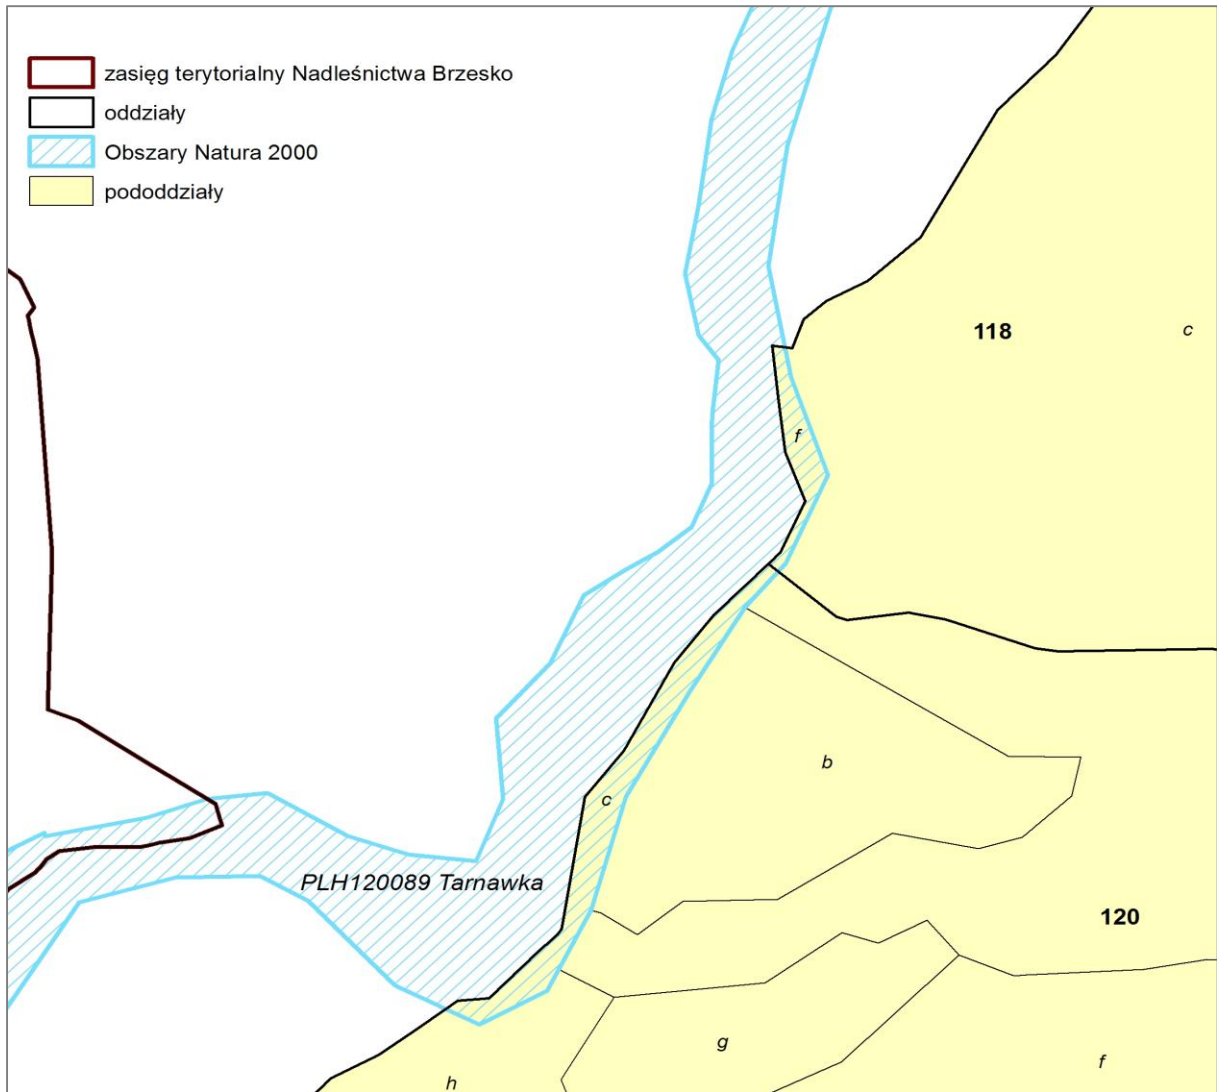 zasięg terytorialny Nadleśnictwa Brzesko
oddziały
Obszary Natura 2000
pododdziały
118
c
f
b
c
PLH120089 Tarnawka
120
g
f
h